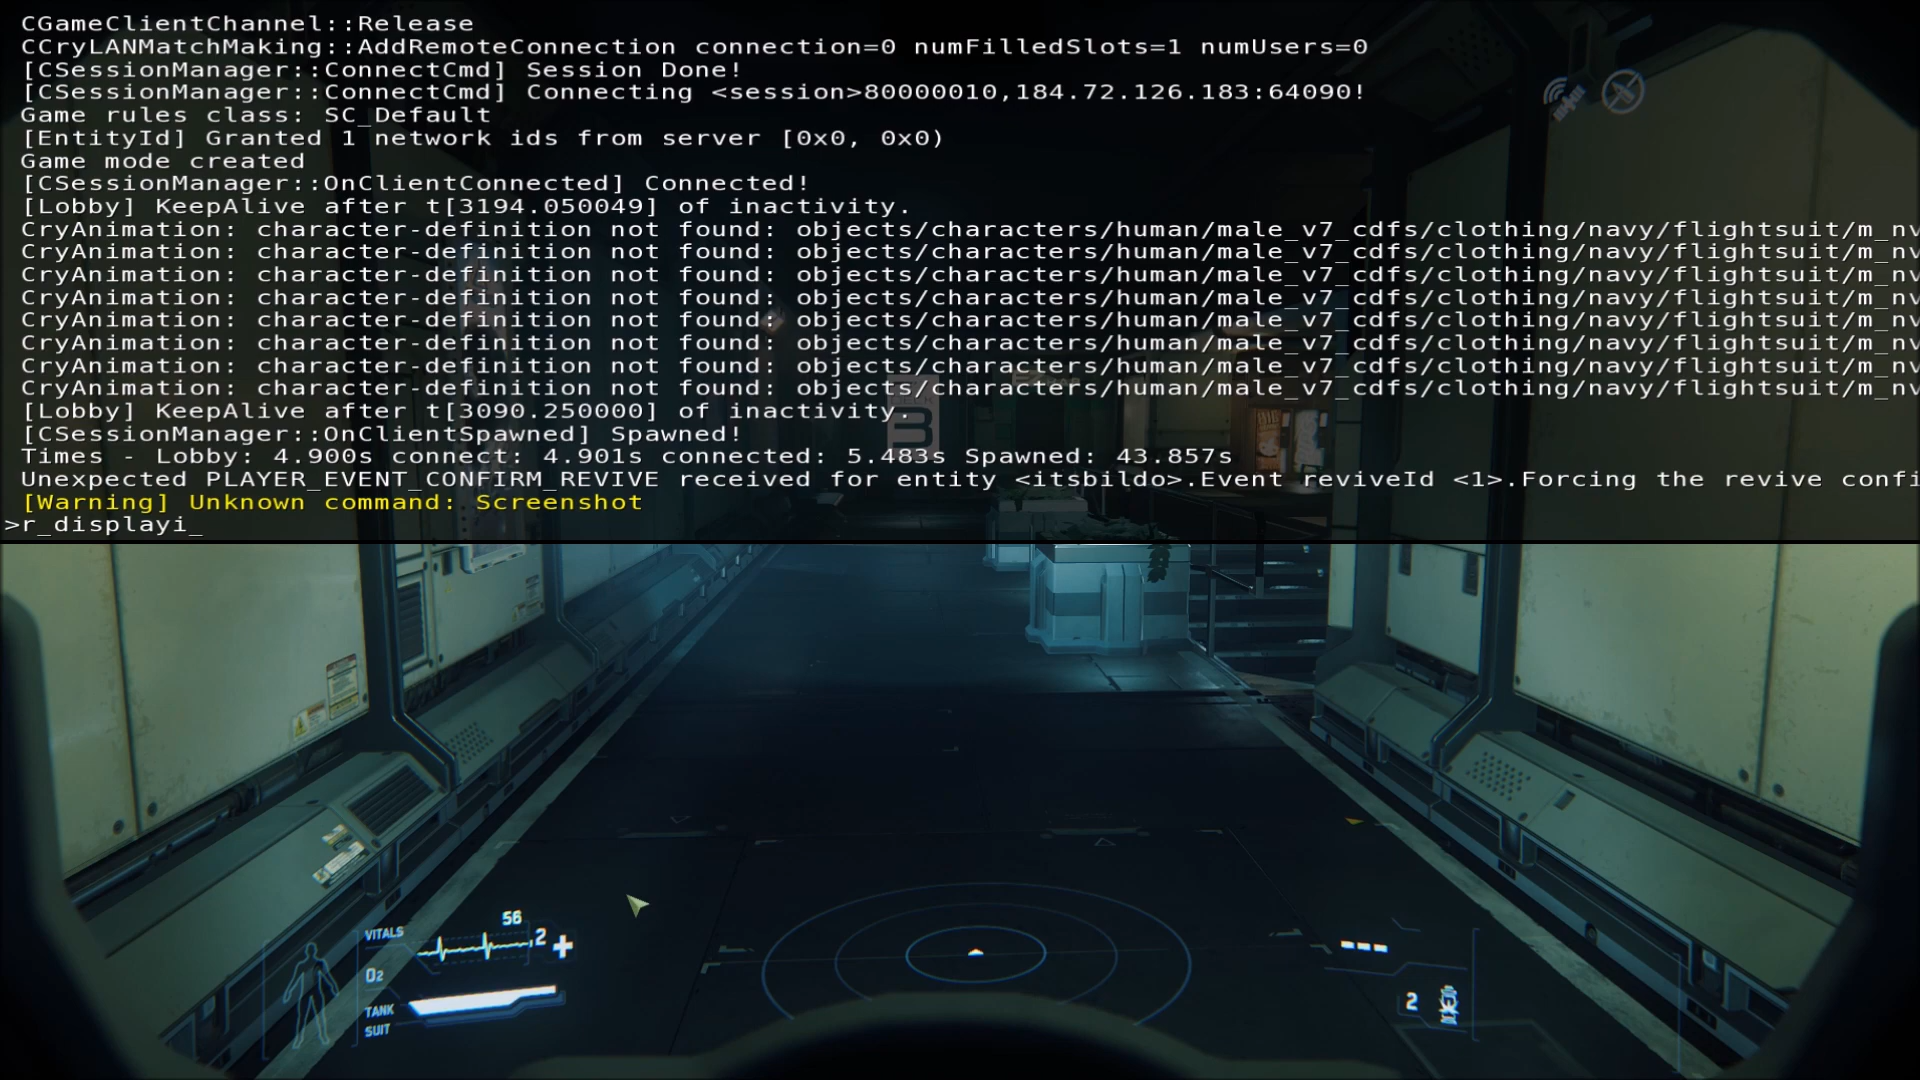 CGameClientChannel::Release
CCryLANMatchMaking::AddRemoteConnection connection=0 numFilledSlots=1 numUsers=0
[CSessionManager::ConnectCmd] Session Done!
[CSessionManager::ConnectCmd] Connecting <session>80000010,184.72.126.183:64090!
Game rules class: SC_Default
[EntityId] Granted 1 network ids from server [0x0, 0x0)
Game mode created
[CSessionManager::OnClientConnected] Connected!
[Lobby] KeepAlive after t[3194.050049] of inactivity.
CryAnimation: character-definition not found: objects/characters/human/male_v7_cdfs/clothing/navy/flightsuit/m_nv
CryAnimation: character-definition not found: objects/characters/human/male_v7_cdfs/clothing/navy/flightsuit/m_nv
CryAnimation: character-definition not found: objects/characters/human/male_v7_cdfs/clothing/navy/flightsuit/m_nv
CryAnimation: character-definition not found: objects/characters/human/male_v7_cdfs/clothing/navy/flightsuit/m_nv
CryAnimation: character-definition not found: objects/characters/human/male_v7_cdfs/clothing/navy/flightsuit/m_nv
CryAnimation: character-definition not found: objects/characters/human/male_v7_cdfs/clothing/navy/flightsuit/m_nv
CryAnimation: character-definition not found: objects/characters/human/male_v7_cdfs/clothing/navy/flightsuit/m_nv
CryAnimation: character-definition not found: objects/characters/human/male_v7_cdfs/clothing/navy/flightsuit/m_nv
[Lobby] KeepAlive after t[3090.250000] of inactivity.
3
[CSessionManager::OnClientSpawned] Spawned!
Times - Lobby: 4.900s connect: 4.901s connected: 5.483s Spawned: 43.857s
Unexpected PLAYER_EVENT_CONFIRM_REVIVE received for entity <itsbildo>.Event reviveId <1>.Forcing the revive confi
[Warning] Unknown command: Screenshot
>r_displayi_
56
VITALS
.2
O2
TANK
SUIT
2